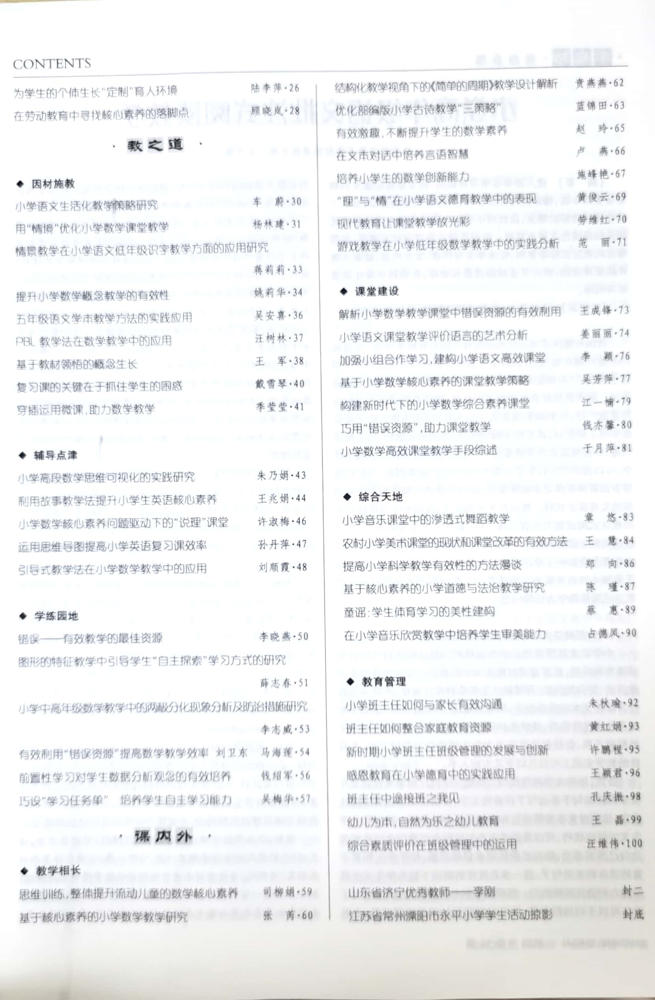 CONTENTS
为学生的个体生长“定制”育人环境 陆李萍·26
在劳动教育中寻找核心素养的落脚点 顾晓岚·28
· 教之道 ·
◆ 因材施教
小学语文生活化教学策略研究 车 蔚·30
用“情境”优化小学数学课堂教学 杨林建·31
情景教学在小学语文低年级识字教学方面的应用研究
蒋莉莉·33
提升小学数学概念教学的有效性 姚莉华·34
五年级语文学本教学方法的实践应用 吴安喜·36
PBL 教学法在数学教学中的应用 汪树林·37
基于教材领悟的概念生长 王 军·38
复习课的关键在于抓住学生的困惑 戴雪琴·40
穿插运用微课,助力数学教学 季莹莹·41
◆ 辅导点津
小学高段数学思维可视化的实践研究 朱乃娟·43
利用故事教学法提升小学生英语核心素养 王兆娟·44
小学数学核心素养问题驱动下的“说理”课堂 许淑梅·46
运用思维导图提高小学英语复习课效率 孙丹萍·47
引导式教学法在小学数学教学中的应用 刘顺霞·48
◆ 学练园地
错误——有效教学的最佳资源 李晓燕·50
图形的特征教学中引导学生“自主探索”学习方式的研究
薛志春·51
小学中高年级数学教学中的两极分化现象分析及防治措施研究
李志威·53
有效利用“错误资源”提高数学教学效率 刘卫东 马海莲·54
前置性学习对学生数据分析观念的有效培养 钱绍军·56
巧设“学习任务单” 培养学生自主学习能力 吴梅华·57
· 课内外 ·
◆ 教学相长
思维训练,整体提升流动儿童的数学核心素养 司柳娟·59
基于核心素养的小学数学教学研究 张 芮·60
结构化教学视角下的《简单的周期》教学设计解析 贲燕燕·62
优化部编版小学古诗教学“三策略” 蓝锦田·63
有效激趣,不断提升学生的数学素养 赵 玲·65
在文本对话中培养言语智慧 卢 燕·66
培养小学生的数学创新能力 施峰艳·67
“理”与“情”在小学语文德育教学中的表现 黄俊云·69
现代教育让课堂教学放光彩 劳维红·70
游戏教学在小学低年级数学教学中的实践分析 范 丽·71
◆ 课堂建设
解析小学数学教学课堂中错误资源的有效利用 王成锋·73
小学语文课堂教学评价语言的艺术分析 姜丽丽·74
加强小组合作学习,建构小学语文高效课堂 李 颖·76
基于小学数学核心素养的课堂教学策略 吴芳萍·77
构建新时代下的小学数学综合素养课堂 江一楠·79
巧用“错误资源”,助力课堂教学 钱亦馨·80
小学数学高效课堂教学手段综述 于月萍·81
◆ 综合天地
小学音乐课堂中的渗透式舞蹈教学 章 悠·83
农村小学美术课堂的现状和课堂改革的有效方法 王 慧·84
提高小学科学教学有效性的方法漫谈 郑 向·86
基于核心素养的小学道德与法治教学研究 陈 瑾·87
童谣:学生体育学习的美性建构 蔡 惠·89
在小学音乐欣赏教学中培养学生审美能力 占德凤·90
◆ 教育管理
小学班主任如何与家长有效沟通 朱秋瑜·92
班主任如何整合家庭教育资源 黄红娟·93
新时期小学班主任班级管理的发展与创新 许鹏程·95
感恩教育在小学德育中的实践应用 王颖君·96
班主任中途接班之我见 孔庆振·98
幼儿为本,自然为乐之幼儿教育 王 磊·99
综合素质评价在班级管理中的运用 汪维伟·100
山东省济宁优秀教师——李刚 封二
江苏省常州溧阳市永平小学学生活动掠影 封底